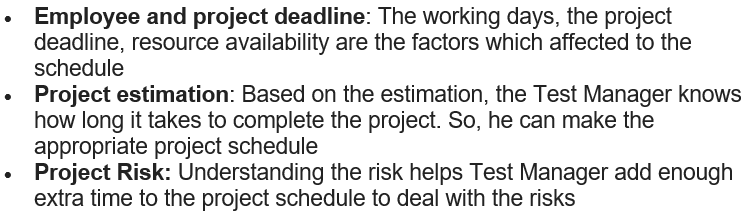 • Employee and project deadline: The working days, the project
deadline, resource availability are the factors which affected to the
schedule
• Project estimation: Based on the estimation, the Test Manager knows
how long it takes to complete the project. So, he can make the
appropriate project schedule
• Project Risk: Understanding the risk helps Test Manager add enough
extra time to the project schedule to deal with the risks